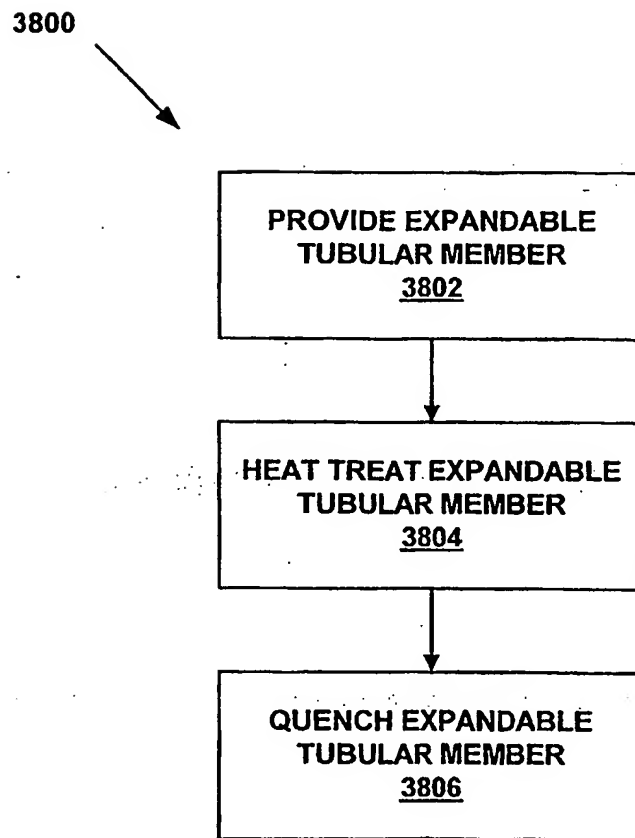 3800
PROVIDE EXPANDABLE
TUBULAR MEMBER
3802
HEAT TREAT EXPANDABLE
TUBULAR MEMBER
3804
QUENCH EXPANDABLE
TUBULAR MEMBER
3806